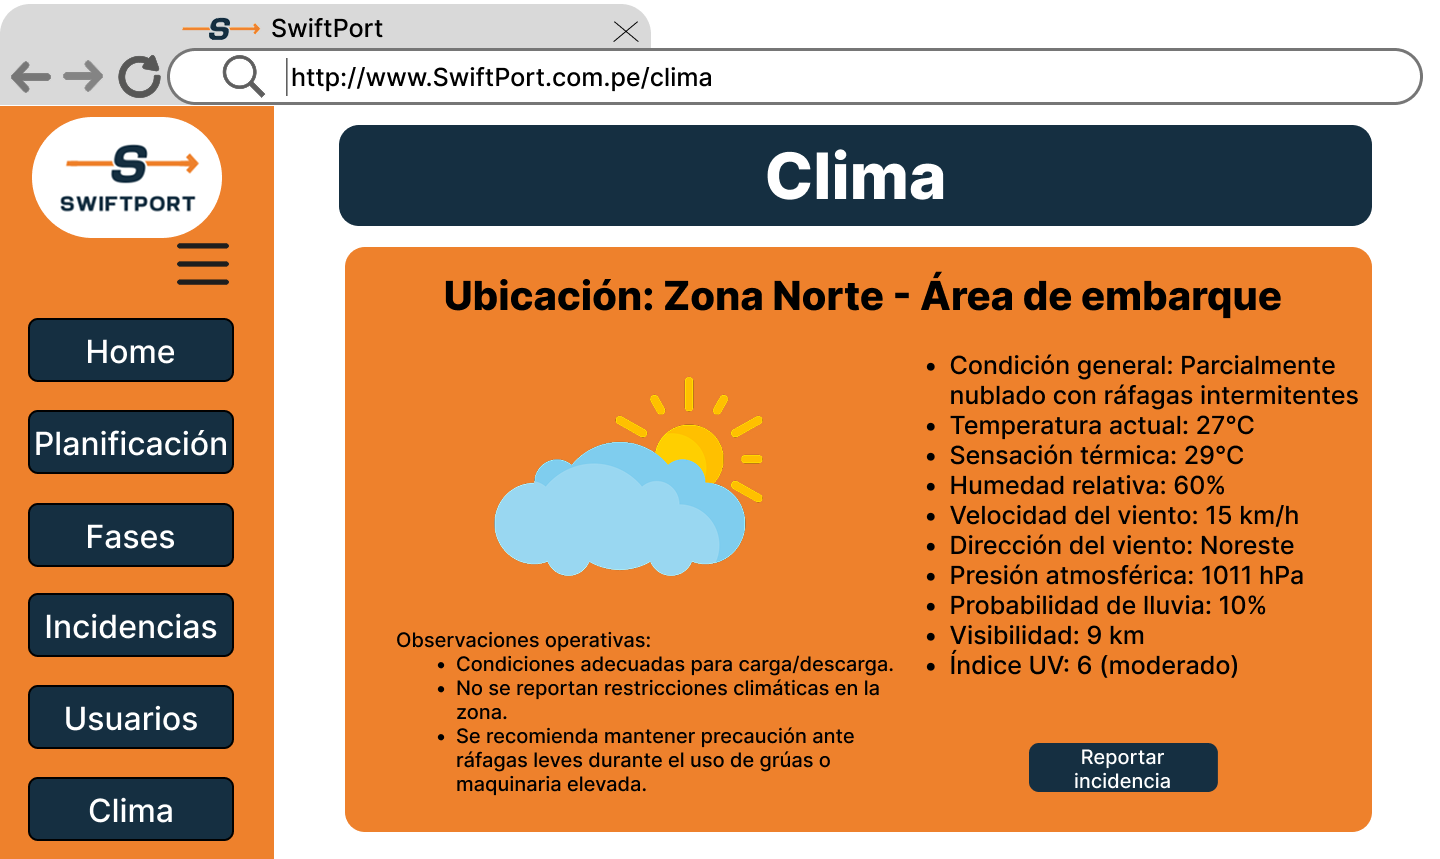 SwiftPort
http://www.SwiftPort.com.pe/clima
S
SWIFTPORT
Home
Planificación
Fases
Incidencias
Usuarios
Clima
Clima
Ubicación: Zona Norte - Área de embarque
• Condición general: Parcialmente
nublado con ráfagas intermitentes
• Temperatura actual: 27°C
• Sensación térmica: 29°C
• Humedad relativa: 60%
• Velocidad del viento: 15 km/h
• Dirección del viento: Noreste
• Presión atmosférica: 1011 hPa
• Probabilidad de lluvia: 10%
• Visibilidad: 9 km
• Índice UV: 6 (moderado)
Observaciones operativas:
• Condiciones adecuadas para carga/descarga.
• No se reportan restricciones climáticas en la
zona.
• Se recomienda mantener precaución ante
ráfagas leves durante el uso de grúas o
maquinaria elevada.
Reportar
incidencia